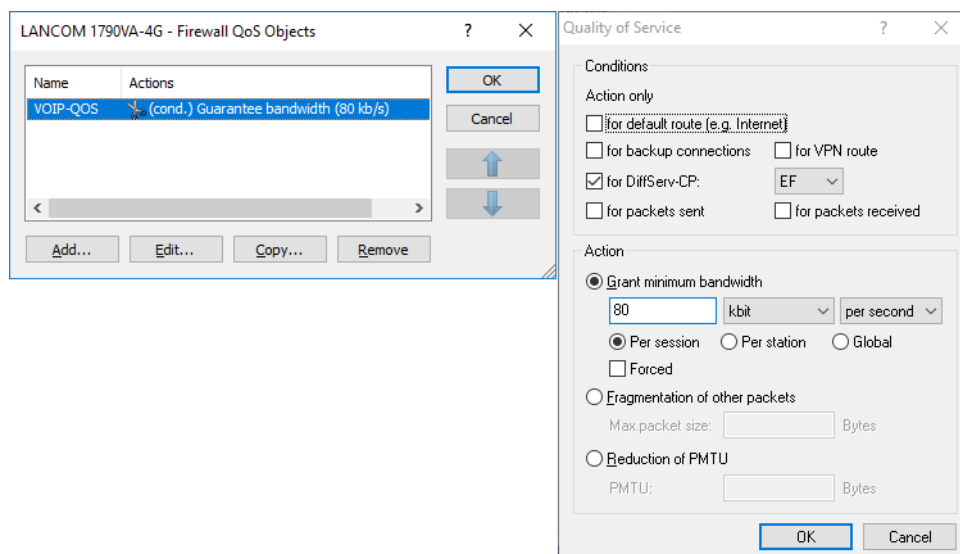 LANCOM 1790VA-4G - Firewall QoS Objects
Name Actions
VOIP-QOS (cond.) Guarantee bandwidth (80 kb/s)
OK
Cancel
Add... Edit... Copy... Remove
Quality of Service
Conditions
Action only
for default route (e.g. Internet)
for backup connections for VPN route
for DiffServ-CP: EF
for packets sent for packets received
Action
Grant minimum bandwidth
80 kbit per second
Per session Per station Global
Forced
Fragmentation of other packets
Max.packet size: Bytes
Reduction of PMTU
PMTU: Bytes
OK Cancel